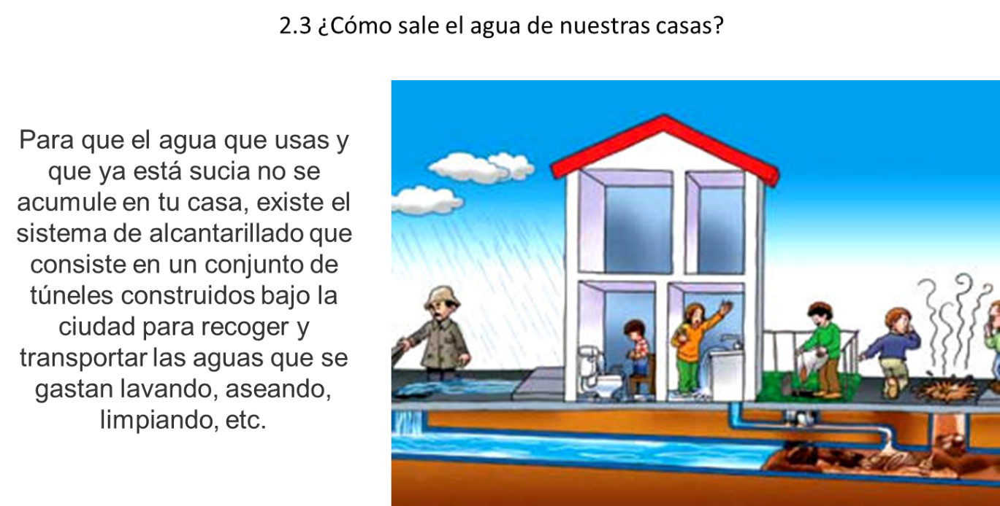 2.3 ¿Cómo sale el agua de nuestras casas?
Para que el agua que usas y
que ya está sucia no se
acumule en tu casa, existe el
sistema de alcantarillado que
consiste en un conjunto de
túneles construidos bajo la
ciudad para recoger y
transportar las aguas que se
gastan lavando, aseando,
limpiando, etc.